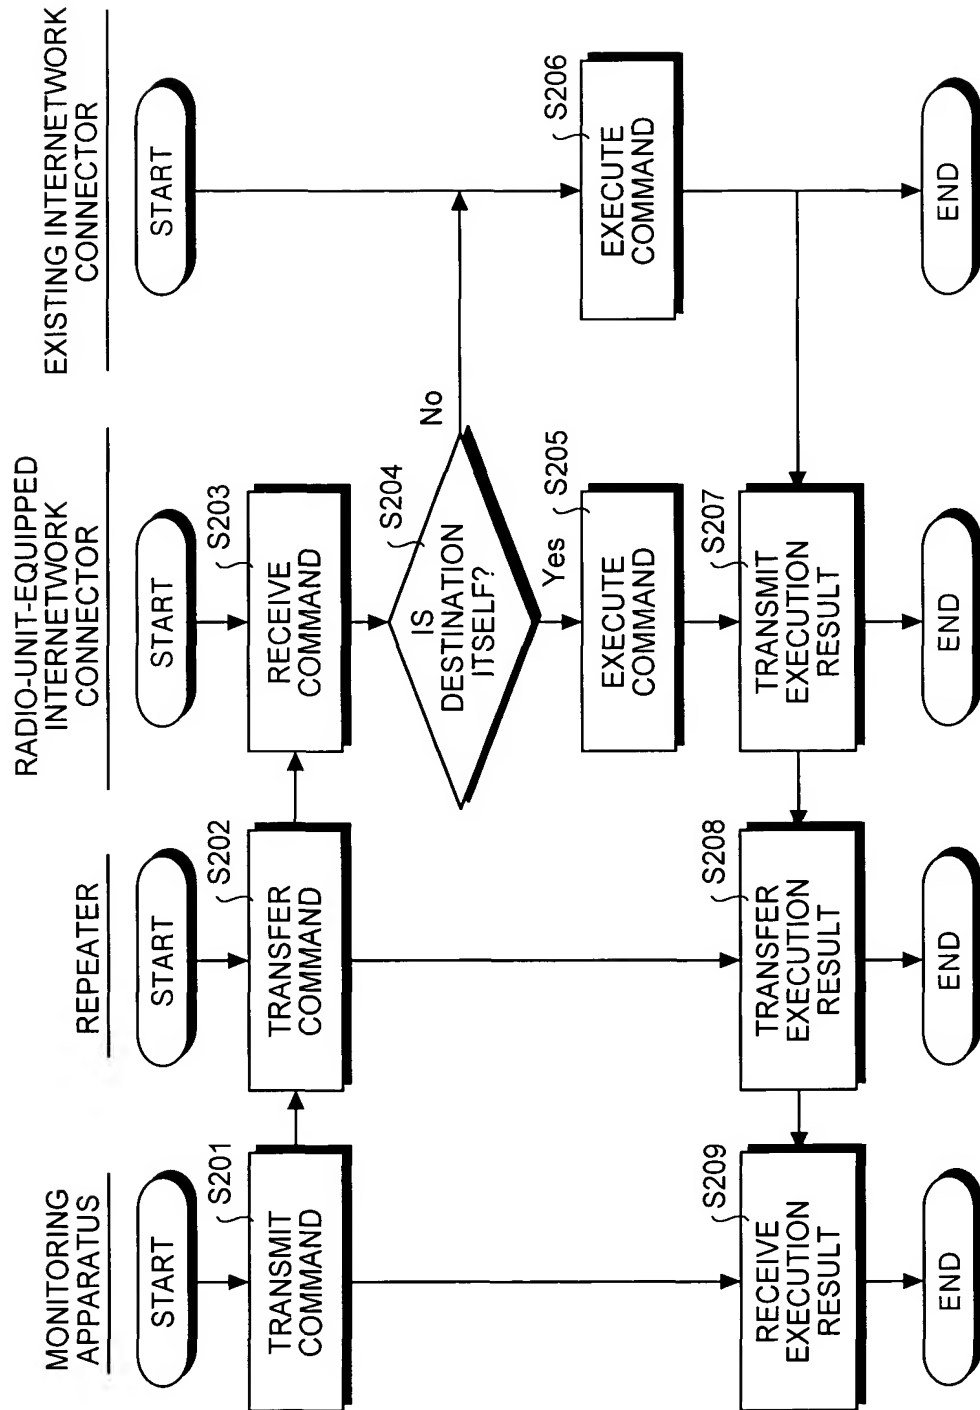 MONITORING
APPARATUS
REPEATER
RADIO-UNIT-EQUIPPED
INTERNETWORK
CONNECTOR
EXISTING INTERNETWORK
CONNECTOR
START
START
START
START
S201
TRANSMIT
COMMAND
S202
TRANSFER
COMMAND
S203
RECEIVE
COMMAND
S204
IS
DESTINATION
ITSELF?
No
Yes
S205
EXECUTE
COMMAND
S206
EXECUTE
COMMAND
S209
RECEIVE
EXECUTION
RESULT
S208
TRANSFER
EXECUTION
RESULT
S207
TRANSMIT
EXECUTION
RESULT
END
END
END
END